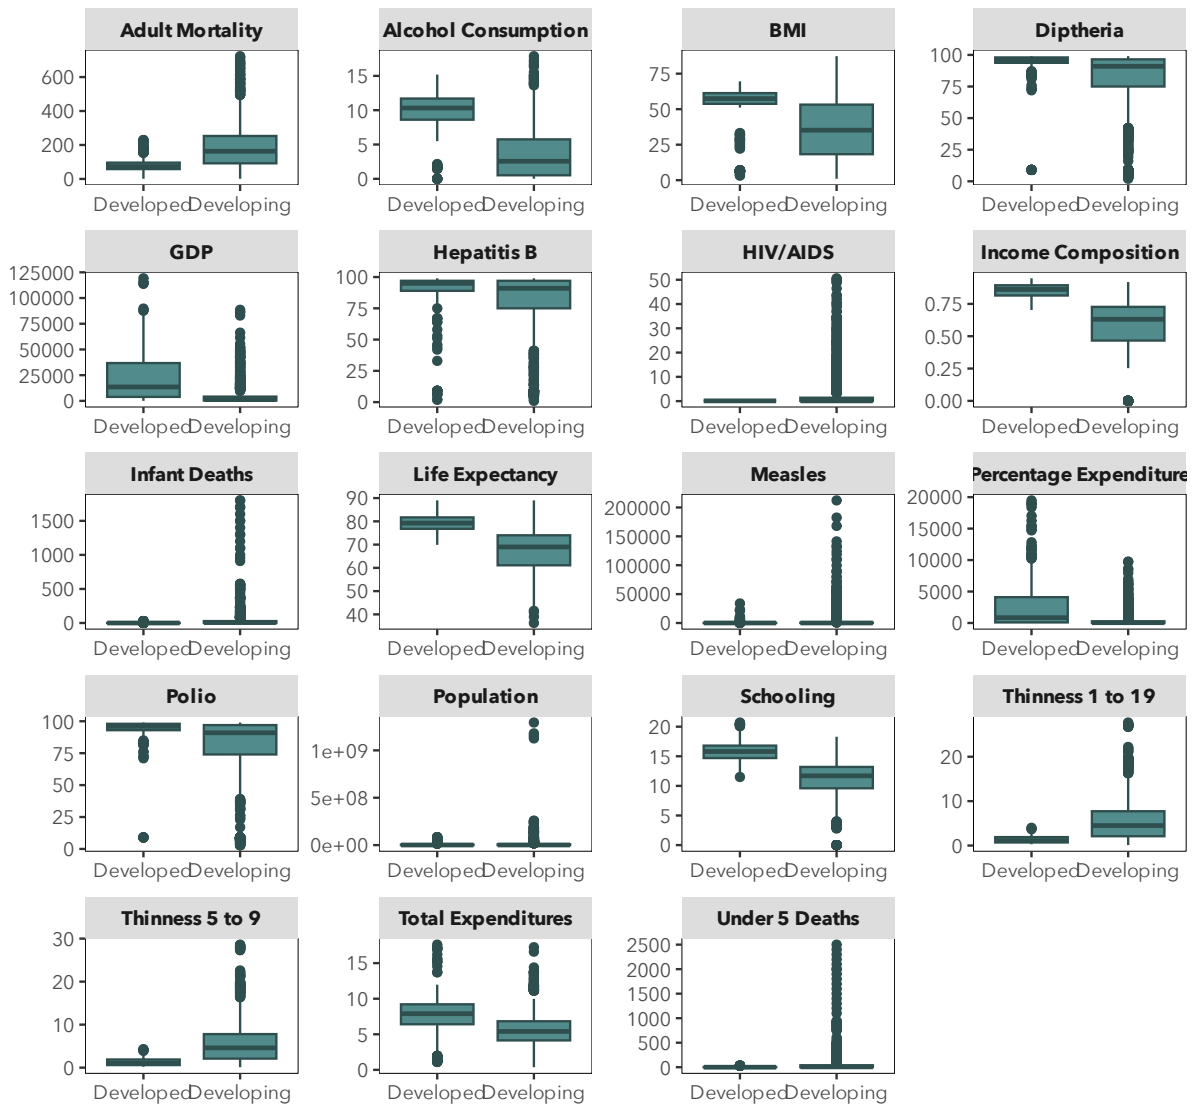 Adult Mortality
Alcohol Consumption
BMI
Diptheria
600
400
200
0
15
10
5
0
75
50
25
0
100
75
50
25
0
Developed Developing
Developed Developing
Developed Developing
Developed Developing
GDP
Hepatitis B
HIV/AIDS
Income Composition
125000
100000
75000
50000
25000
0
100
75
50
25
0
50
40
30
20
10
0
0.75
0.50
0.25
0.00
Developed Developing
Developed Developing
Developed Developing
Developed Developing
Infant Deaths
Life Expectancy
Measles
Percentage Expenditure
1500
1000
500
0
90
80
70
60
50
40
200000
150000
100000
50000
0
20000
15000
10000
5000
0
Developed Developing
Developed Developing
Developed Developing
Developed Developing
Polio
Population
Schooling
Thinness 1 to 19
100
75
50
25
0
1e+09
5e+08
0e+00
20
15
10
5
0
20
10
0
Developed Developing
Developed Developing
Developed Developing
Developed Developing
Thinness 5 to 9
Total Expenditures
Under 5 Deaths
30
20
10
0
15
10
5
0
2500
2000
1500
1000
500
0
Developed Developing
Developed Developing
Developed Developing